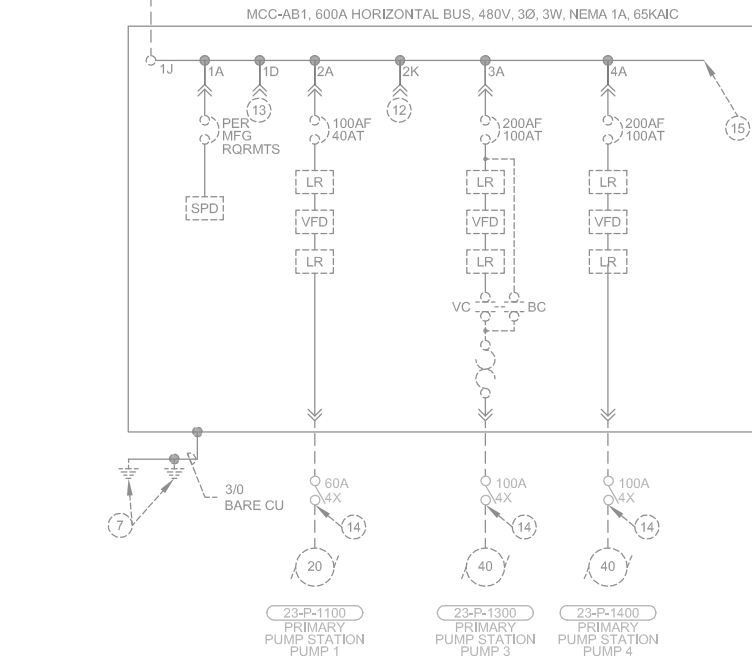 MCC-AB1, 600A HORIZONTAL BUS, 480V, 3Ø, 3W, NEMA 1A, 65KAIC
1J
1A
1D
2A
2K
3A
4A
13
12
15
PER
MFG
RQRMTS
100AF
40AT
200AF
100AT
200AF
100AT
LR
LR
LR
SPD
VFD
VFD
VFD
LR
LR
LR
VC
BC
3/0
BARE CU
7
60A
4X
100A
4X
100A
4X
14
14
14
20
40
40
23-P-1100
PRIMARY
PUMP STATION
PUMP 1
23-P-1300
PRIMARY
PUMP STATION
PUMP 3
23-P-1400
PRIMARY
PUMP STATION
PUMP 4